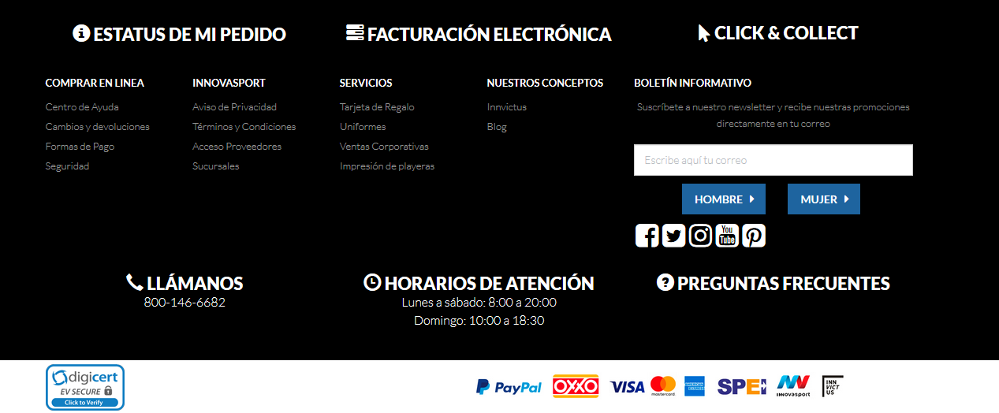 ESTATUS DE MI PEDIDO
FACTURACIÓN ELECTRÓNICA
CLICK & COLLECT
COMPRAR EN LINEA
Centro de Ayuda
Cambios y devoluciones
Formas de Pago
Seguridad
INNOVASPORT
Aviso de Privacidad
Términos y Condiciones
Acceso Proveedores
Sucursales
SERVICIOS
Tarjeta de Regalo
Uniformes
Ventas Corporativas
Impresión de playeras
NUESTROS CONCEPTOS
Innvictus
Blog
BOLETÍN INFORMATIVO
Suscríbete a nuestro newsletter y recibe nuestras promociones
directamente en tu correo
Escribe aquí tu correo
HOMBRE
MUJER
You
Tube
LLÁMANOS
800-146-6682
HORARIOS DE ATENCIÓN
Lunes a sábado: 8:00 a 20:00
Domingo: 10:00 a 18:30
PREGUNTAS FRECUENTES
digicert
EV SECURE
Click to Verify
PayPal
OXXO
VISA
mastercard
AMERICAN
EXPRESS
SPEI
innovasport
INN
VICT
US